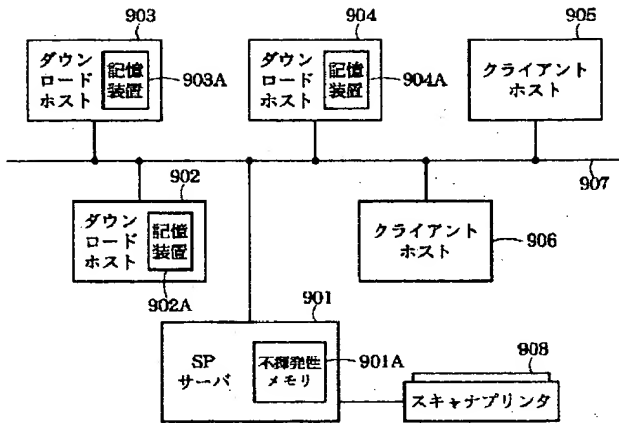 903
ダウン
ロード
ホスト
記憶
装置
903A
904
ダウン
ロード
ホスト
記憶
装置
904A
905
クライアント
ホスト
907
902
ダウン
ロード
ホスト
記憶
装置
902A
クライアント
ホスト
906
901
SP
サーバ
不揮発性
メモリ
901A
908
スキャナプリンタ